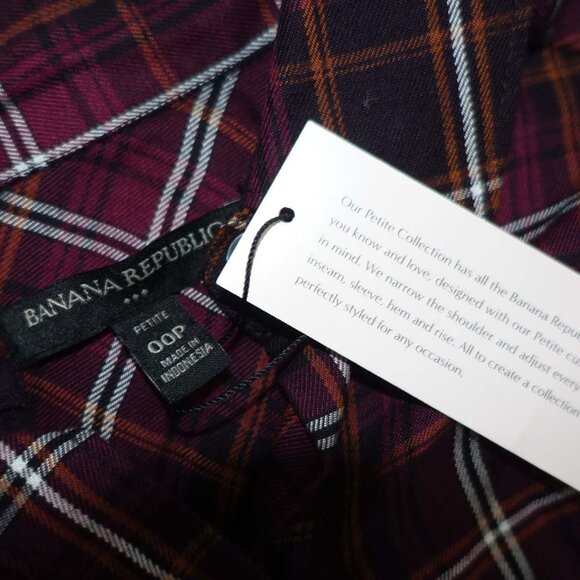 BANANA REPUBLIC
PETITE
00P
MADE IN
INDONESIA
Our Petite Collection has all the Banana
you know and love, designed with our Petite
in mind. We narrow the shoulder and adjust
inseam, sleeve, hem and rise. All to create a collection
perfectly styled for any occasion.